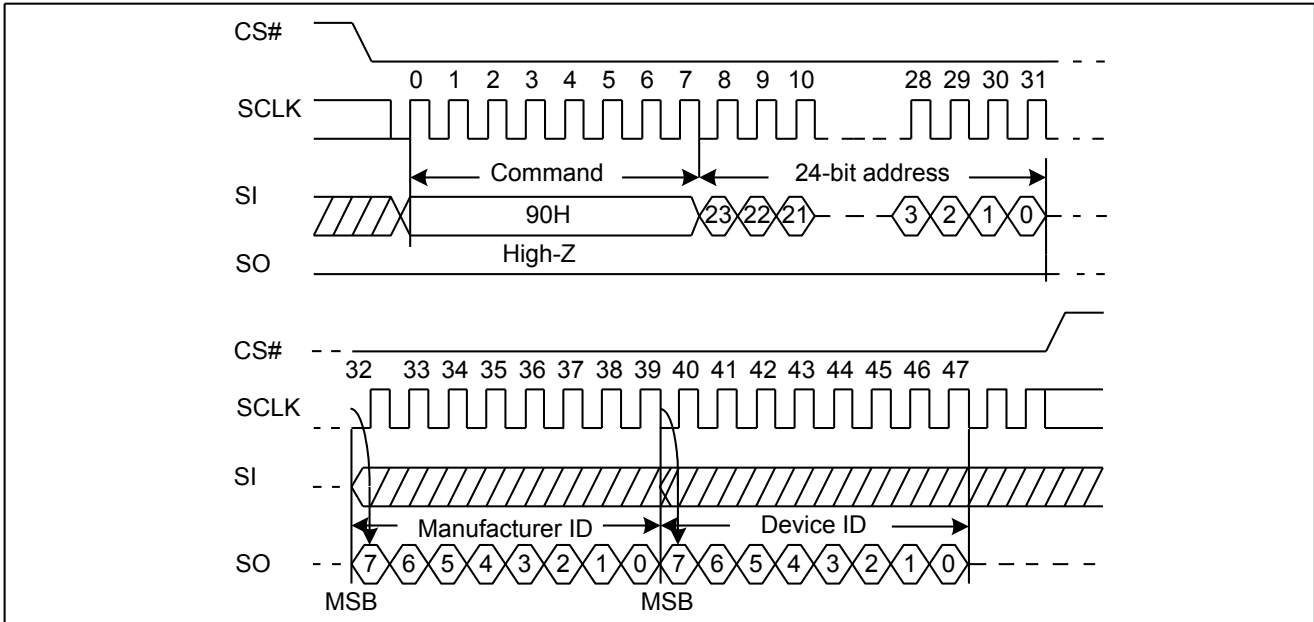 CS#
0 1 2 3 4 5 6 7 8 9 10 28 29 30 31
SCLK
Command 24-bit address
SI
90H 23 22 21 3 2 1 0
High-Z
SO
CS#
32 33 34 35 36 37 38 39 40 41 42 43 44 45 46 47
SCLK
SI
Manufacturer ID Device ID
SO 7 6 5 4 3 2 1 0 7 6 5 4 3 2 1 0
MSB MSB